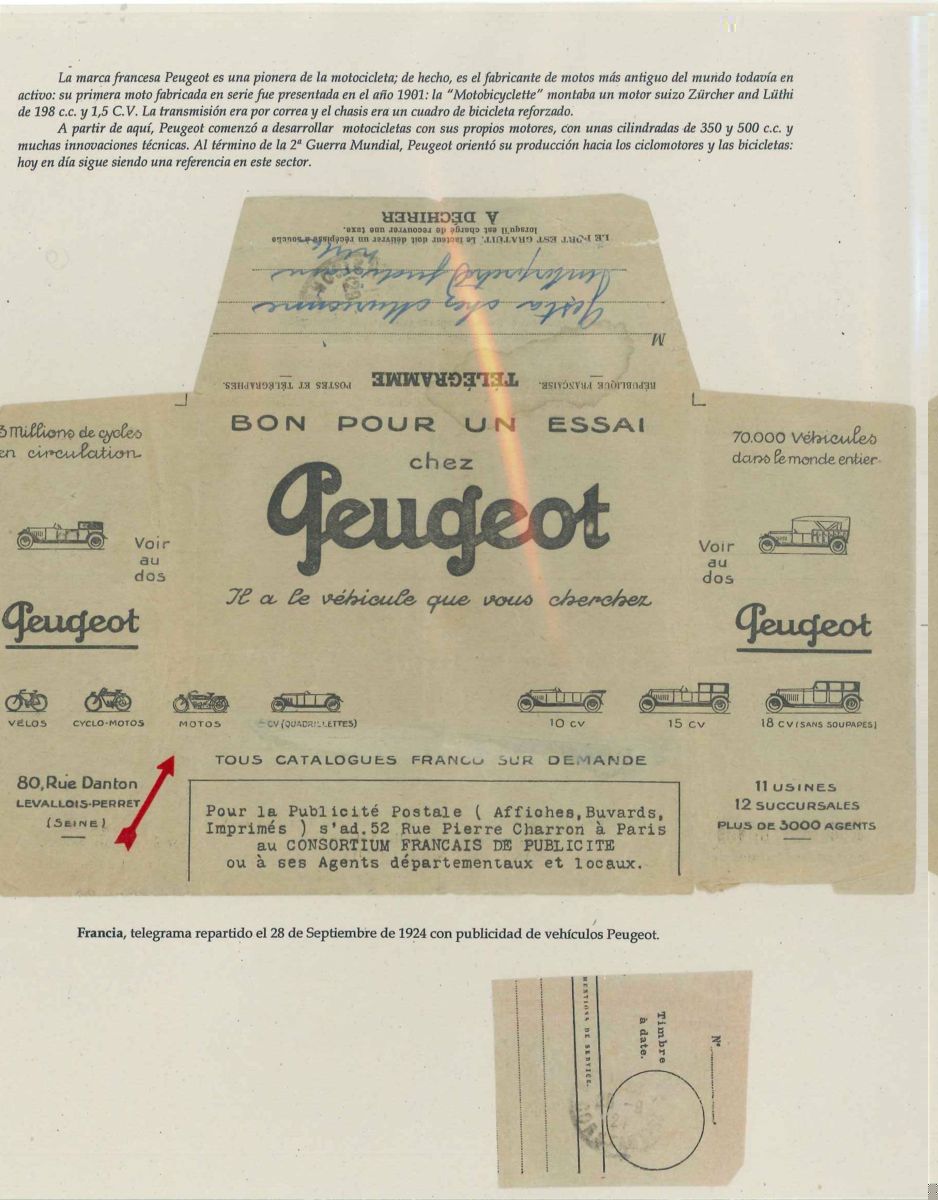 La marca francesa Peugeot es una pionera de la motocicleta; de hecho, es el fabricante de motos más antiguo del mundo todavía en
activo: su primera moto fabricada en serie fue presentada en el año 1901: la "Motobicyclette" montaba un motor suizo Zürcher and Lüthi
de 198 c.c. y 1,5 C.V. La transmisión era por correa y el chasis era un cuadro de bicicleta reforzado.
A partir de aquí, Peugeot comenzó a desarrollar motocicletas con sus propios motores, con unas cilindradas de 350 y 500 c.c. y
muchas innovaciones técnicas. Al término de la 2ª Guerra Mundial, Peugeot orientó su producción hacia los ciclomotores y las bicicletas:
hoy en día sigue siendo una referencia en este sector.
À DÉCHIRER
lorsqu'il est chargé de recouvrer une taxe.
LE PORT EST GRATUIT. Le facteur doit délivrer un récépissé à souche
chez
M
RÉPUBLIQUE FRANÇAISE. TÉLÉGRAMME POSTES ET TÉLÉGRAPHES.
BON POUR UN ESSAI
chez
Peugeot
Il a le véhicule que vous cherchez
3 Millions de cycles
en circulation
Voir
au
dos
Peugeot
70.000 Véhicules
dans le monde entier
Voir
au
dos
Peugeot
VÉLOS CYCLO-MOTOS MOTOS CV (QUADRILLETTES) 10 CV 15 CV 18 CV (SANS SOUPAPES)
TOUS CATALOGUES FRANCO SUR DEMANDE
80, Rue Danton
LEVALLOIS-PERRET
(SEINE)
Pour la Publicité Postale ( Affiches, Buvards,
Imprimés ) s'ad. 52 Rue Pierre Charron à Paris
au CONSORTIUM FRANCAIS DE PUBLICITE
ou à ses Agents départementaux et locaux.
11 USINES
12 SUCCURSALES
PLUS DE 3000 AGENTS
Francia, telegrama repartido el 28 de Septiembre de 1924 con publicidad de vehículos Peugeot.
N°
Timbre
à date.
MENTIONS DE SERVICE.